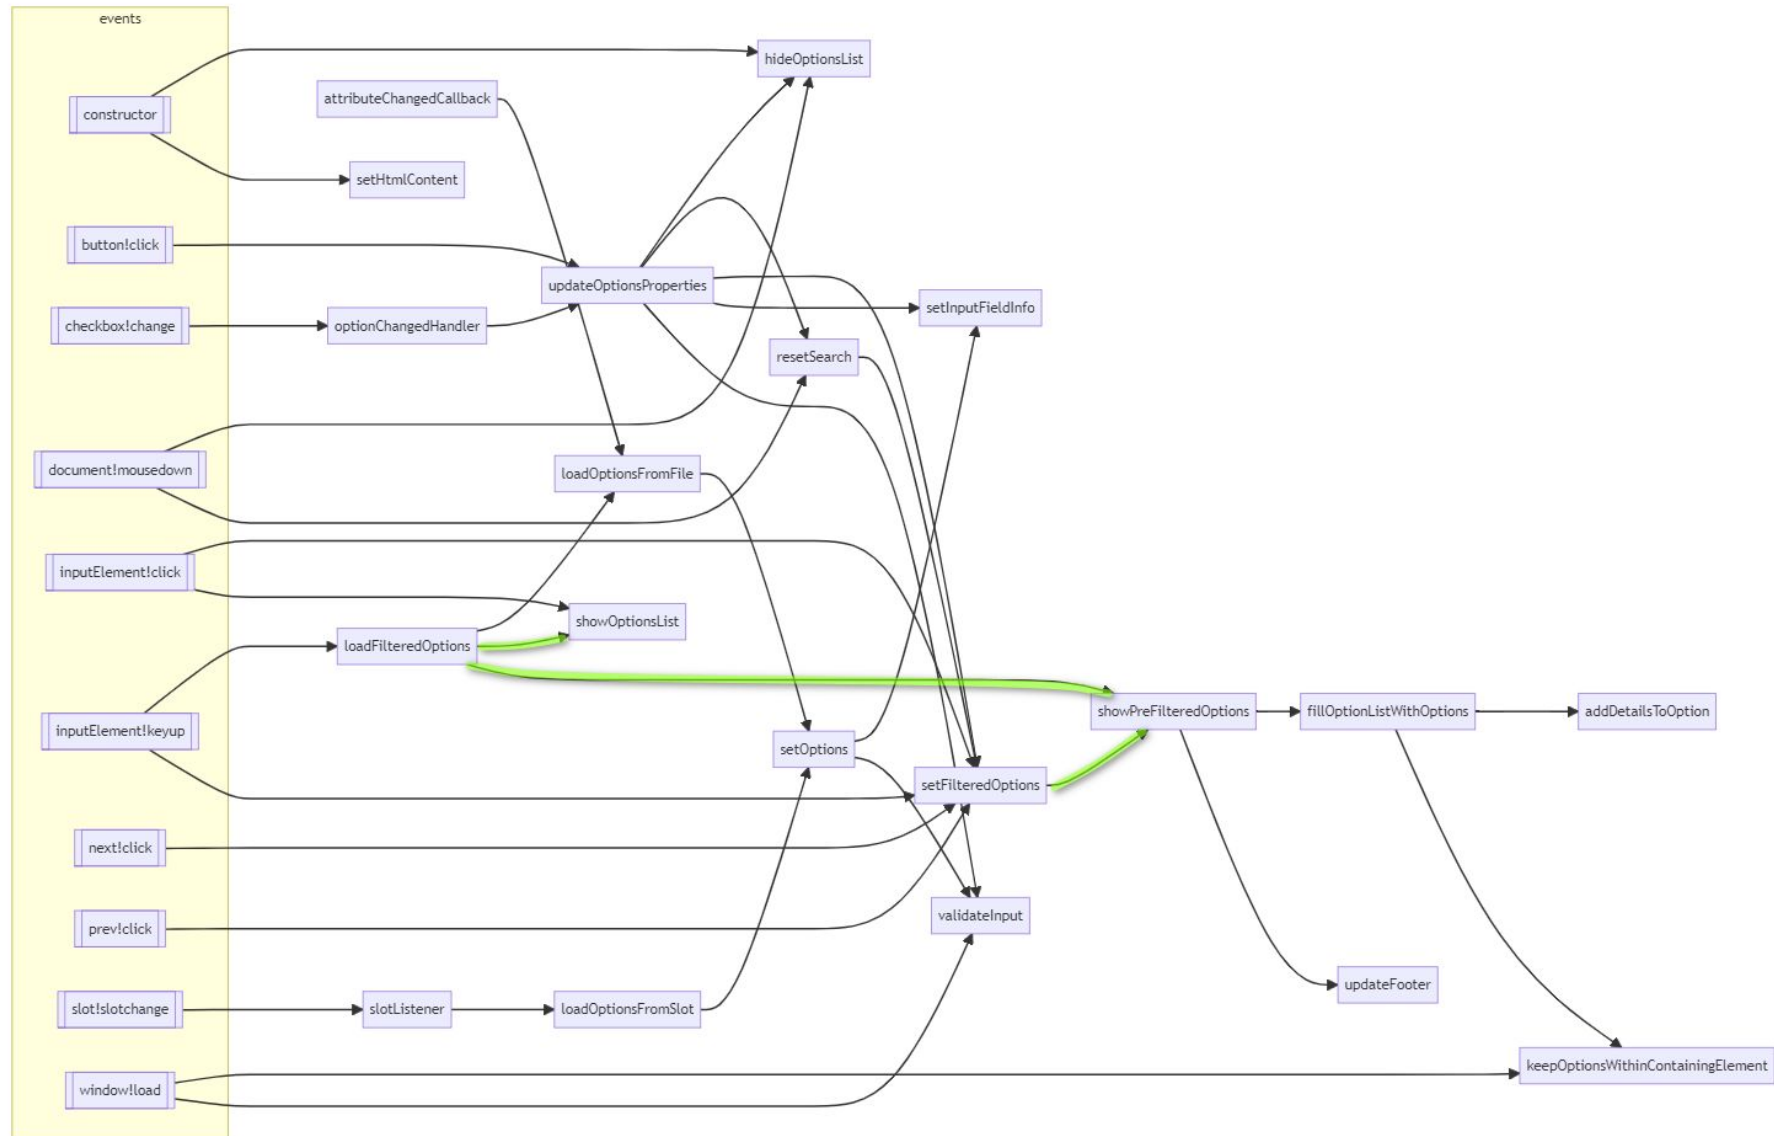 events
constructor
button!click
checkbox!change
document!mousedown
inputElement!click
inputElement!keyup
next!click
prev!click
slot!slotchange
window!load
attributeChangedCallback
setHtmlContent
optionChangedHandler
loadFilteredOptions
slotListener
updateOptionsProperties
loadOptionsFromFile
showOptionsList
loadOptionsFromSlot
hideOptionsList
resetSearch
setOptions
setInputFieldInfo
setFilteredOptions
validateInput
showPreFilteredOptions
fillOptionListWithOptions
updateFooter
addDetailsToOption
keepOptionsWithinContainingElement